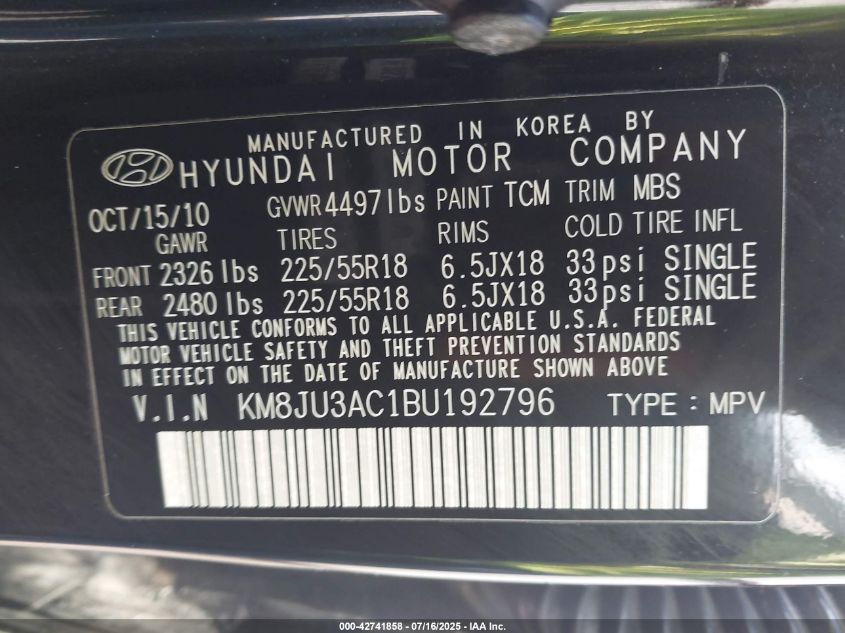 MANUFACTURED IN KOREA BY
HYUNDAI MOTOR COMPANY
OCT/15/10 GVWR 4497lbs PAINT TCM TRIM MBS
GAWR TIRES RIMS COLD TIRE INFL
FRONT 2326 lbs 225/55R18 6.5JX18 33psi SINGLE
REAR 2480 lbs 225/55R18 6.5JX18 33psi SINGLE
THIS VEHICLE CONFORMS TO ALL APPLICABLE U.S.A. FEDERAL
MOTOR VEHICLE SAFETY AND THEFT PREVENTION STANDARDS
IN EFFECT ON THE DATE OF MANUFACTURE SHOWN ABOVE
V.I.N KM8JU3AC1BU192796 TYPE : MPV
000-42741858 - 07/16/2025 - IAA Inc.